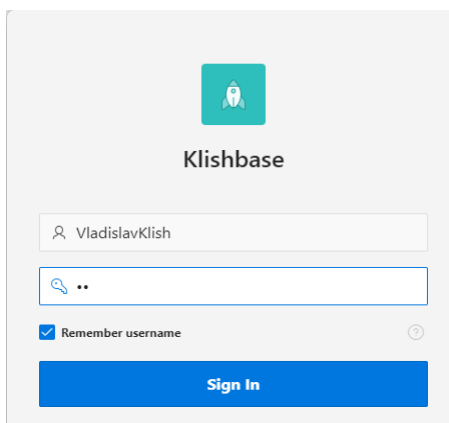 Klishbase
VladislavKlish
••
Remember username
Sign In